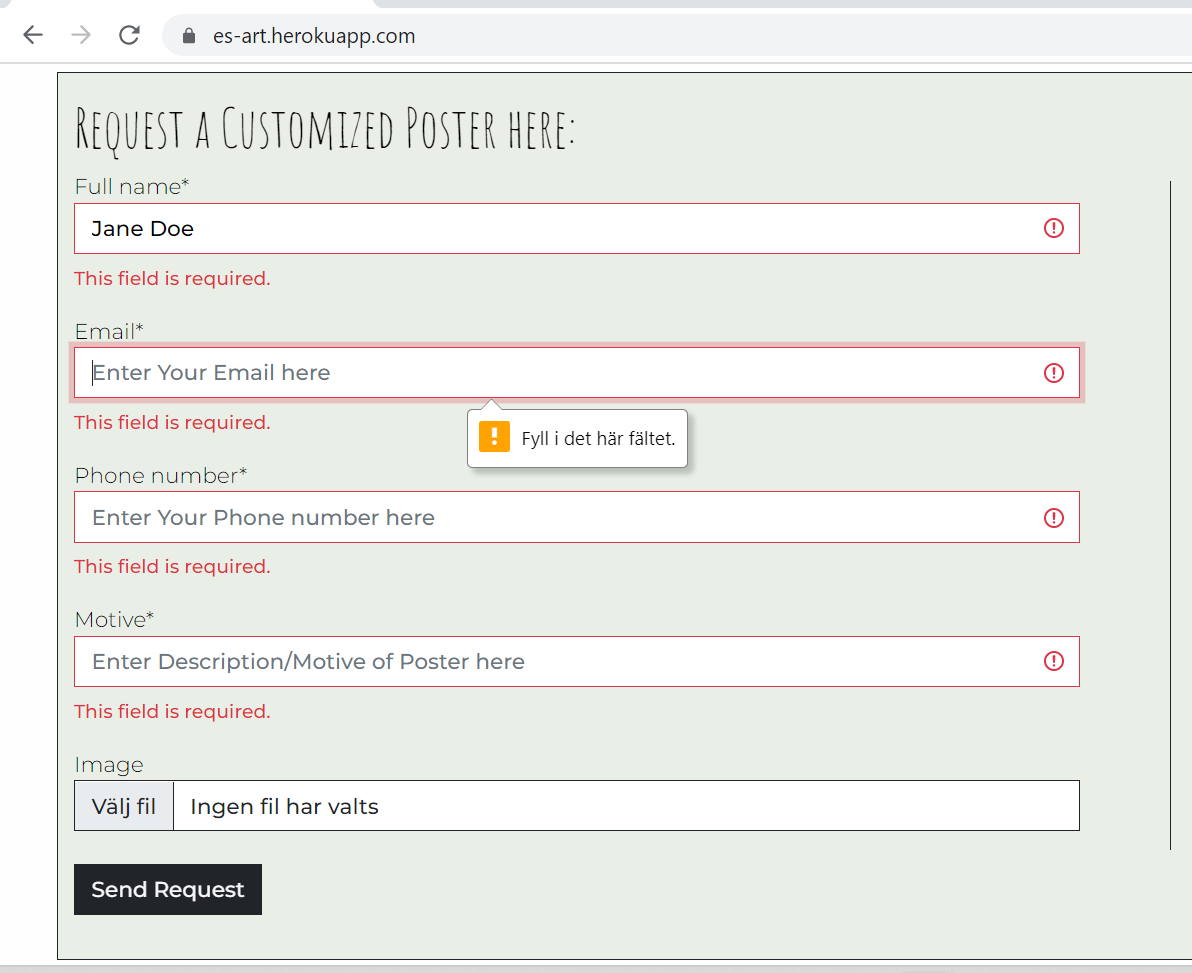 es-art.herokuapp.com
Request a Customized Poster here:
Full name*
Jane Doe
This field is required.
Email*
Enter Your Email here
This field is required.
Fyll i det här fältet.
Phone number*
Enter Your Phone number here
This field is required.
Motive*
Enter Description/Motive of Poster here
This field is required.
Image
Välj fil Ingen fil har valts
Send Request